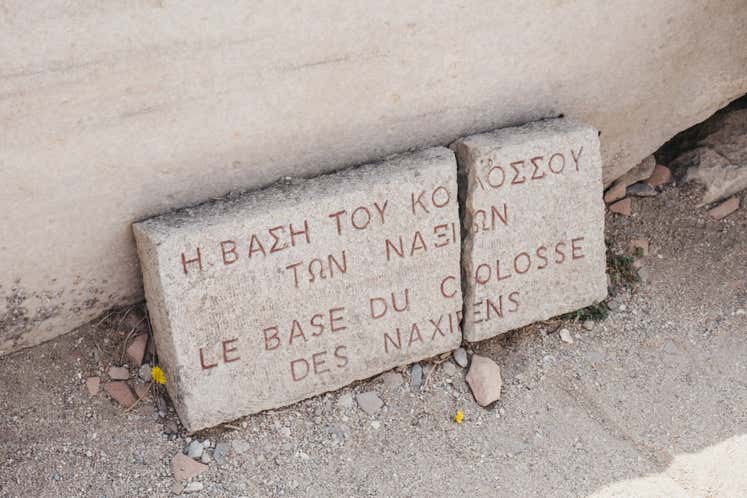 Η ΒΑΣΗ ΤΟΥ ΚΟΛΟΣΣΟΥ
ΤΩΝ ΝΑΞΙΩΝ
LE BASE DU COLOSSE
DES NAXIENS